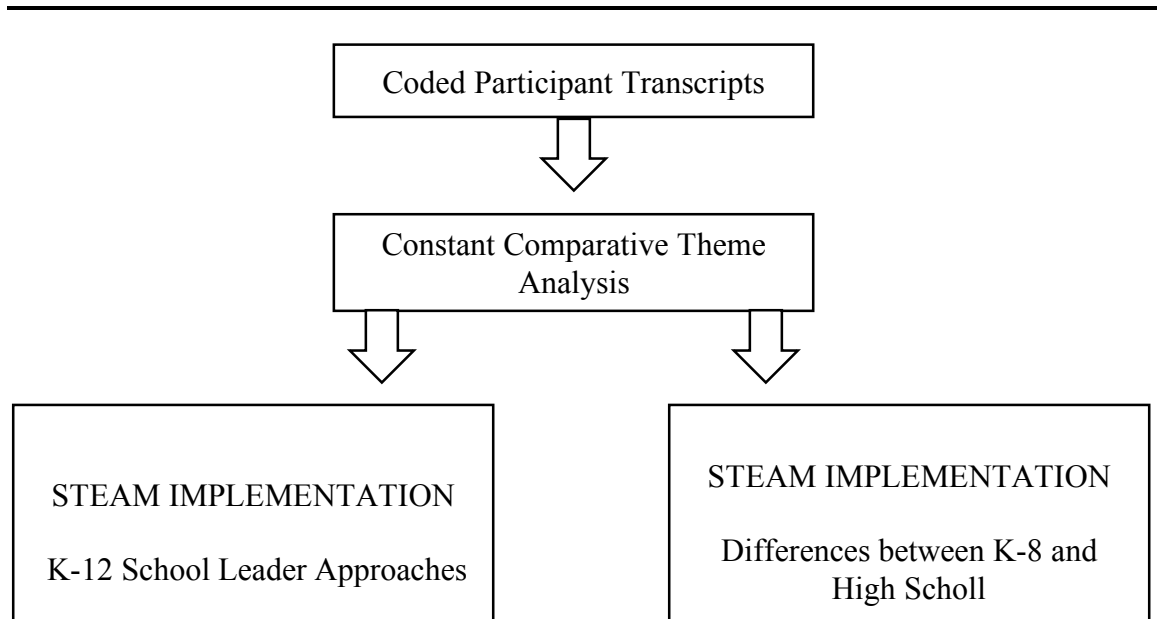 Coded Participant Transcripts
Constant Comparative Theme
Analysis
STEAM IMPLEMENTATION
K-12 School Leader Approaches
STEAM IMPLEMENTATION
Differences between K-8 and
High Scholl